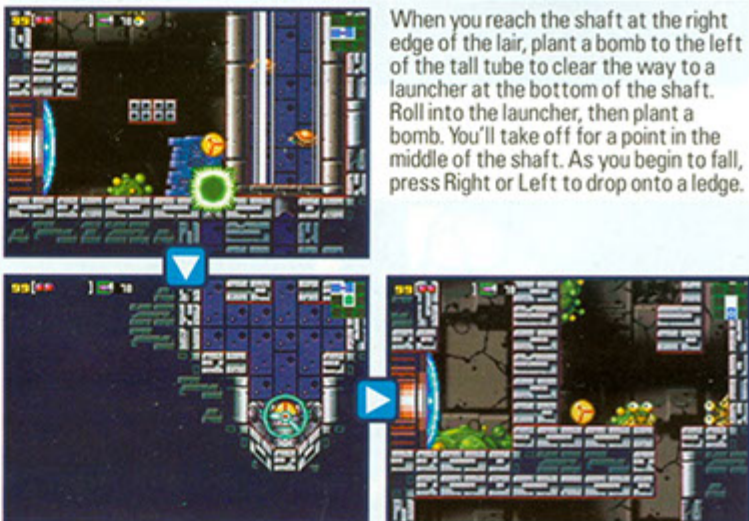 When you reach the shaft at the right
edge of the lair, plant a bomb to the left
of the tall tube to clear the way to a
launcher at the bottom of the shaft.
Roll into the launcher, then plant a
bomb. You'll take off for a point in the
middle of the shaft. As you begin to fall,
press Right or Left to drop onto a ledge.
99
99
99